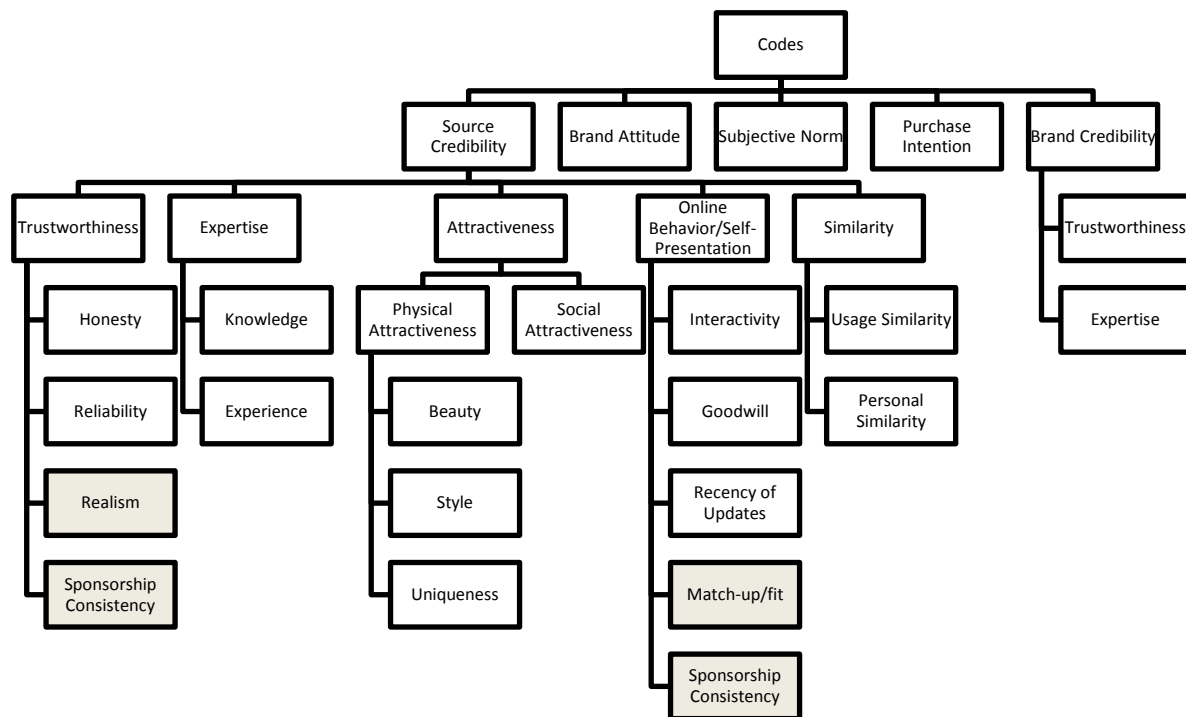 Codes
Source
Credibility
Brand Attitude
Subjective Norm
Purchase
Intention
Brand Credibility
Trustworthiness
Expertise
Attractiveness
Online
Behavior/Self-
Presentation
Similarity
Trustworthiness
Honesty
Knowledge
Physical
Attractiveness
Social
Attractiveness
Interactivity
Usage Similarity
Expertise
Reliability
Experience
Beauty
Goodwill
Personal
Similarity
Realism
Style
Recency of
Updates
Sponsorship
Consistency
Uniqueness
Match-up/fit
Sponsorship
Consistency